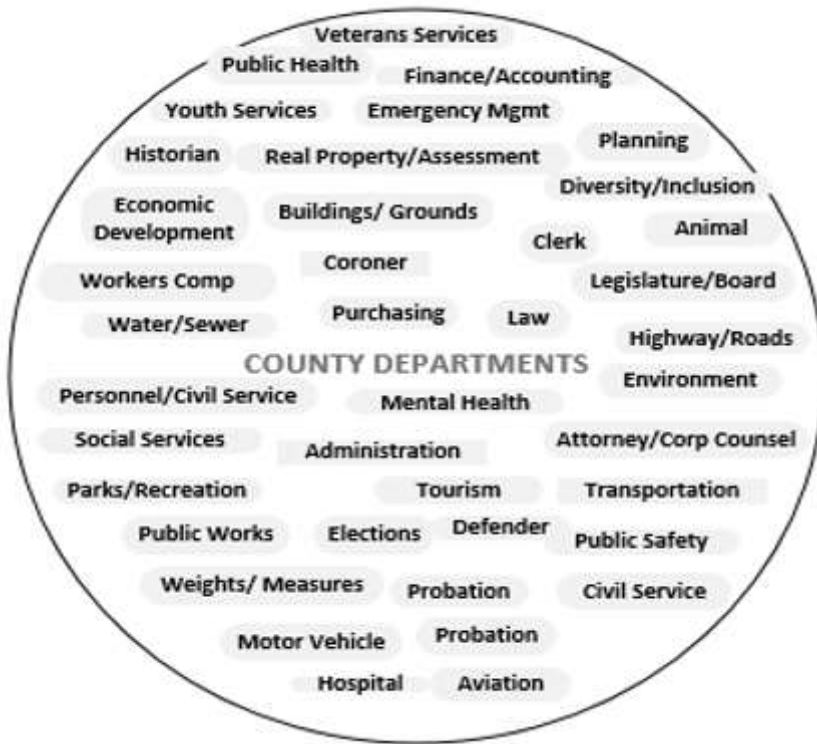 Veterans Services
Public Health
Finance/Accounting
Youth Services
Emergency Mgmt
Planning
Historian
Real Property/Assessment
Diversity/Inclusion
Economic
Development
Buildings/ Grounds
Clerk
Animal
Coroner
Workers Comp
Legislature/Board
Water/Sewer
Purchasing
Law
Highway/Roads
COUNTY DEPARTMENTS
Environment
Personnel/Civil Service
Mental Health
Social Services
Administration
Attorney/Corp Counsel
Parks/Recreation
Tourism
Transportation
Public Works
Elections
Defender
Public Safety
Weights/ Measures
Probation
Civil Service
Motor Vehicle
Probation
Hospital
Aviation